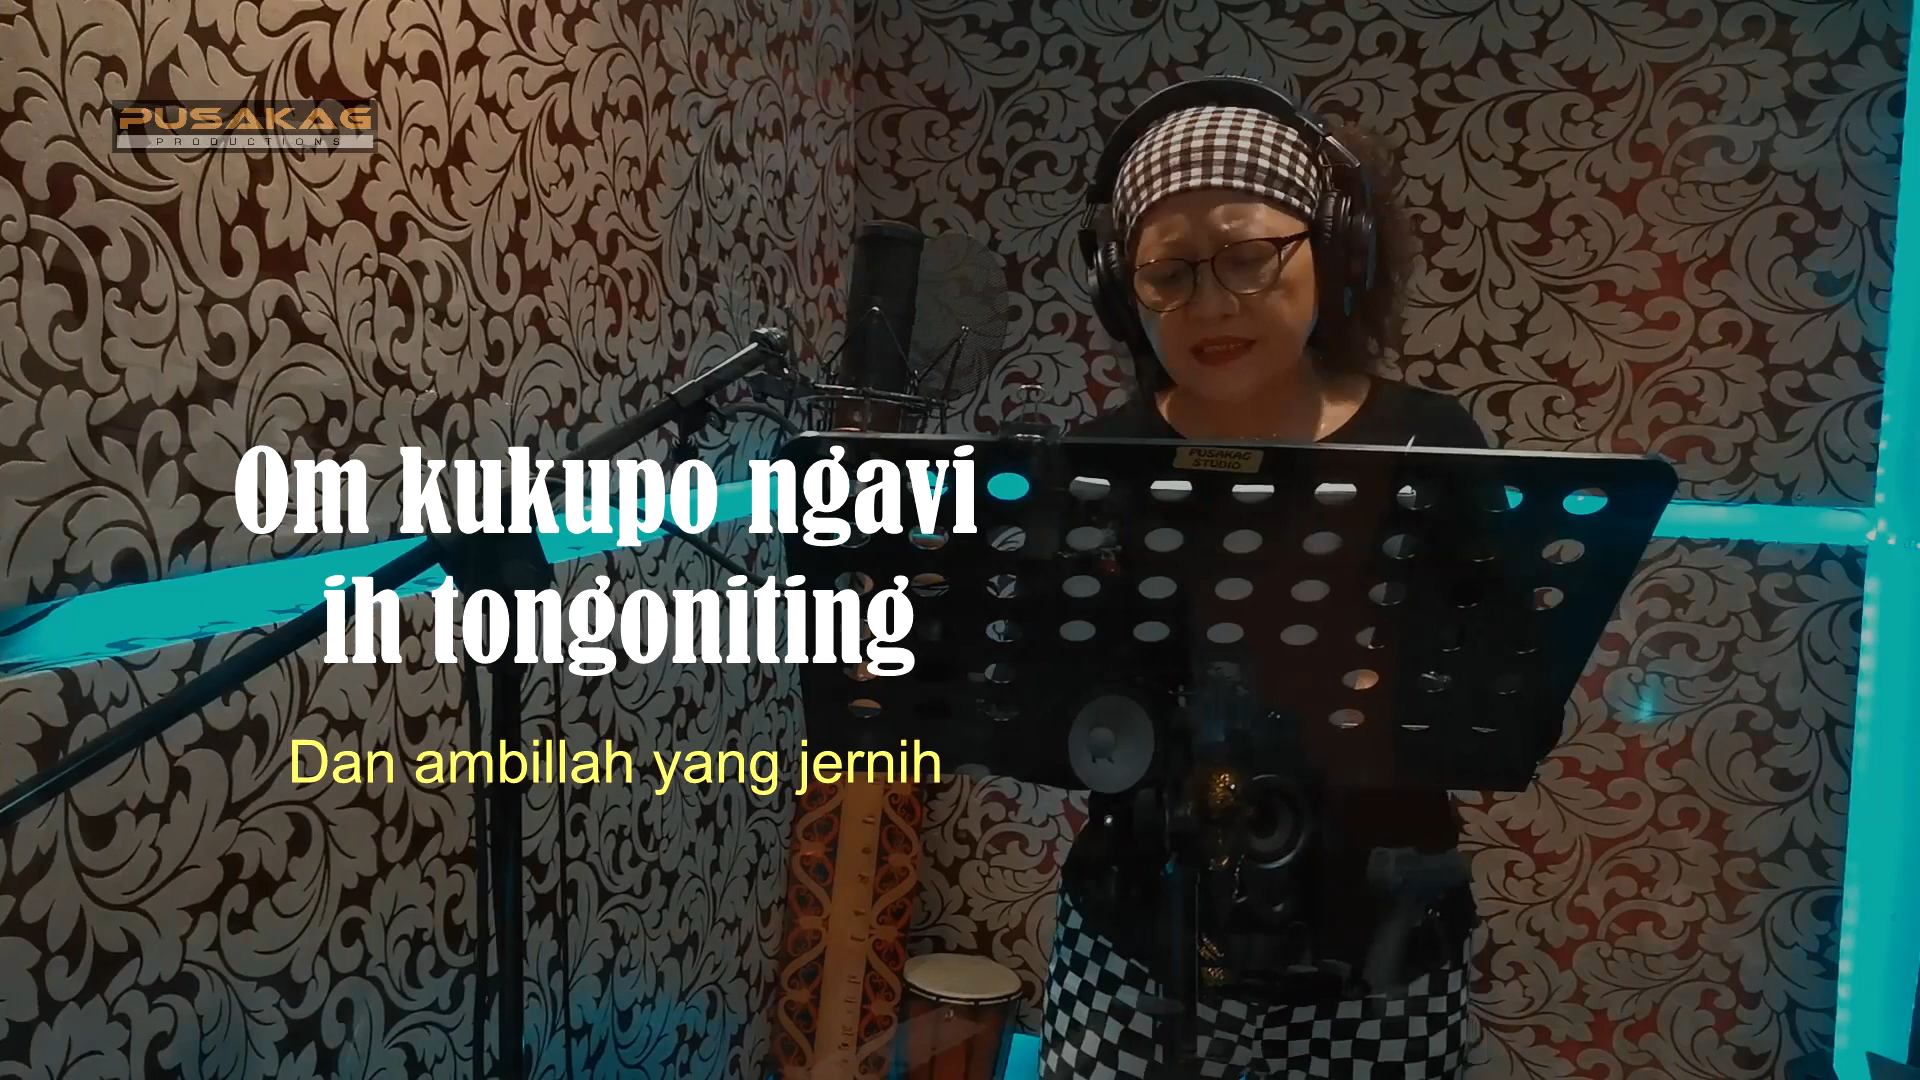 PUSAKAG
PRODUCTIONS
PUSAKAG
STUDIO
Om kukupo ngavi
ih tongoniting
Dan ambillah yang jernih